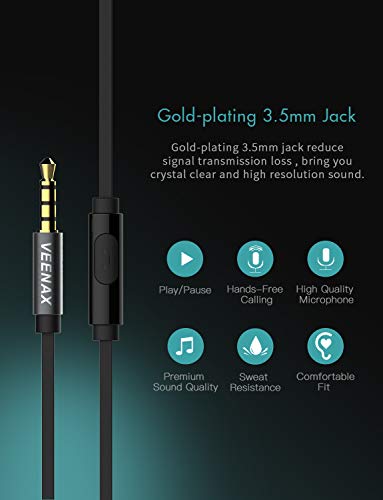 Gold-plating 3.5mm Jack
Gold-plating 3.5mm jack reduce
signal transmission loss , bring you
crystal clear and high resolution sound.
VEENAX
Play/Pause
Hands-Free
Calling
High Quality
Microphone
Premium
Sound Quality
Sweat
Resistance
Comfortable
Fit